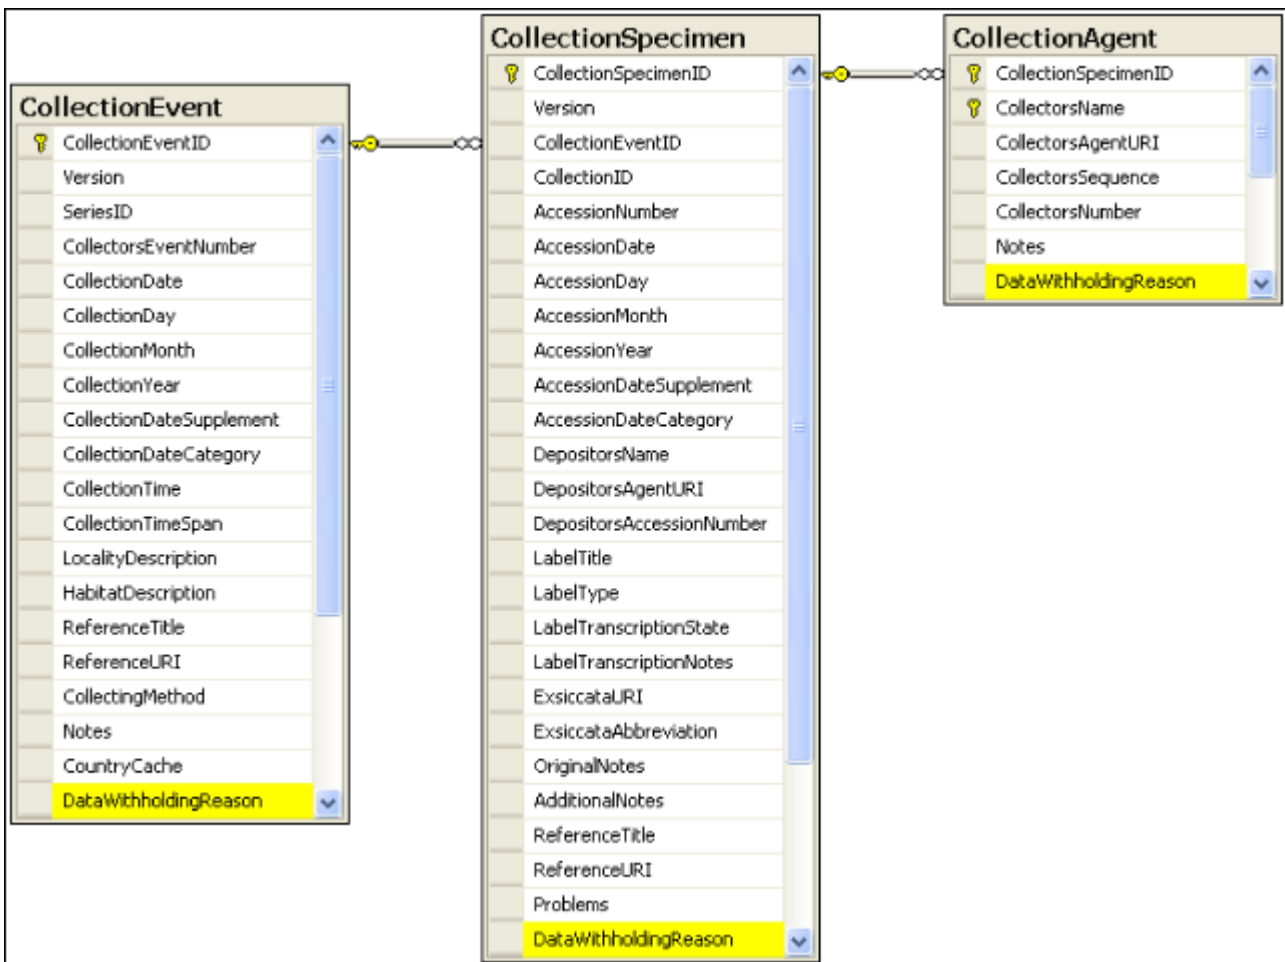 CollectionEvent
CollectionEventID
Version
SeriesID
CollectorsEventNumber
CollectionDate
CollectionDay
CollectionMonth
CollectionYear
CollectionDateSupplement
CollectionDateCategory
CollectionTime
CollectionTimeSpan
LocalityDescription
HabitatDescription
ReferenceTitle
ReferenceURI
CollectingMethod
Notes
CountryCache
DataWithholdingReason
CollectionSpecimen
CollectionSpecimenID
Version
CollectionEventID
CollectionID
AccessionNumber
AccessionDate
AccessionDay
AccessionMonth
AccessionYear
AccessionDateSupplement
AccessionDateCategory
DepositorsName
DepositorsAgentURI
DepositorsAccessionNumber
LabelTitle
LabelType
LabelTranscriptionState
LabelTranscriptionNotes
ExsiccataURI
ExsiccataAbbreviation
OriginalNotes
AdditionalNotes
ReferenceTitle
ReferenceURI
Problems
DataWithholdingReason
CollectionAgent
CollectionSpecimenID
CollectorsName
CollectorsAgentURI
CollectorsSequence
CollectorsNumber
Notes
DataWithholdingReason